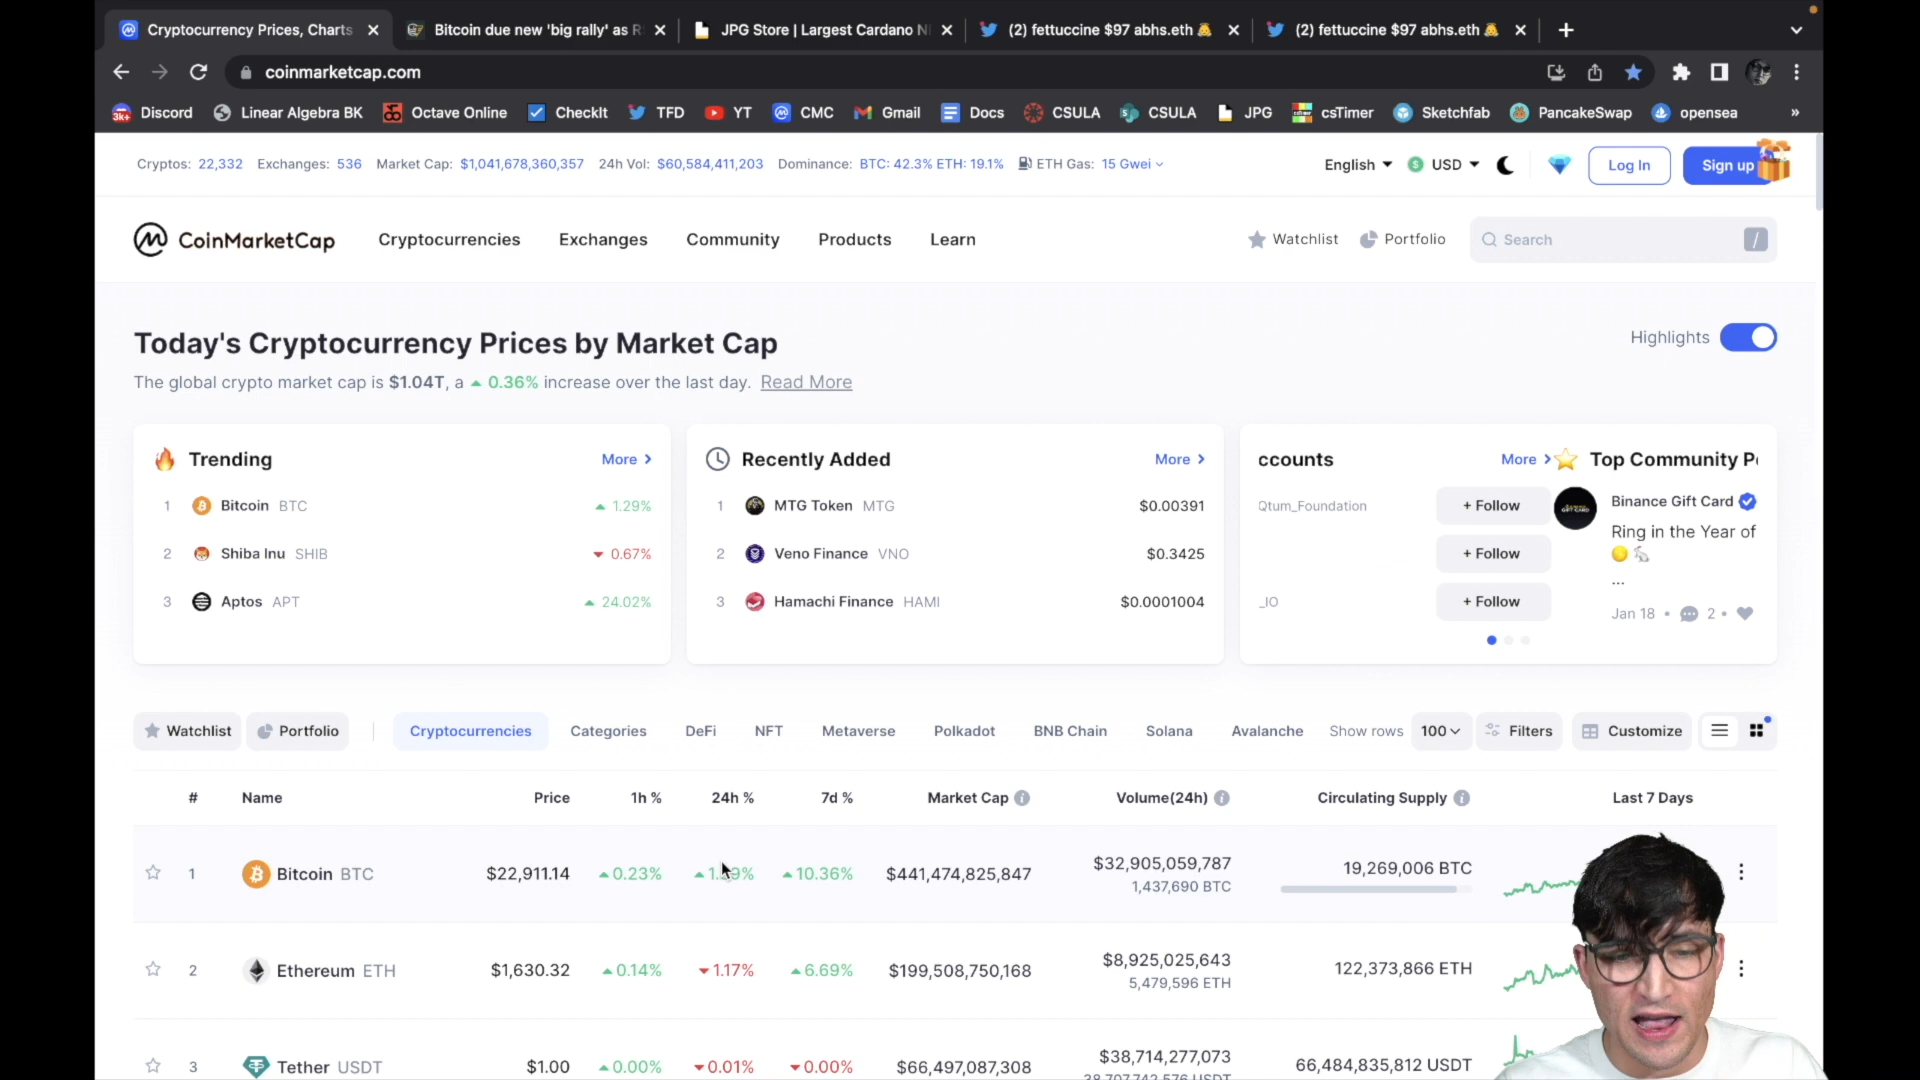 Cryptocurrency Prices, Charts
Bitcoin due new 'big rally' as R
JPG Store | Largest Cardano N
(2) fettuccine $97 abhs.eth
(2) fettuccine $97 abhs.eth
coinmarketcap.com
3k+ Discord
Linear Algebra BK
Octave Online
CheckIt
TFD
YT
CMC
Gmail
Docs
CSULA
CSULA
JPG
csTimer
Sketchfab
PancakeSwap
opensea
»
Cryptos: 22,332 Exchanges: 536 Market Cap: $1,041,678,360,357 24h Vol: $60,584,411,203 Dominance: BTC: 42.3% ETH: 19.1% ETH Gas: 15 Gwei
English
USD
Log In
Sign up
CoinMarketCap
Cryptocurrencies
Exchanges
Community
Products
Learn
Watchlist
Portfolio
Search
/
Today's Cryptocurrency Prices by Market Cap
Highlights
The global crypto market cap is $1.04T, a 0.36% increase over the last day. Read More
Trending
More
1 Bitcoin BTC 1.29%
2 Shiba Inu SHIB 0.67%
3 Aptos APT 24.02%
Recently Added
More
1 MTG Token MTG $0.00391
2 Veno Finance VNO $0.3425
3 Hamachi Finance HAMI $0.0001004
ccounts
More
Qtum_Foundation
+ Follow
+ Follow
_IO
+ Follow
Top Community P
Binance Gift Card
Ring in the Year of
...
Jan 18 • 2 •
Watchlist
Portfolio
Cryptocurrencies
Categories
DeFi
NFT
Metaverse
Polkadot
BNB Chain
Solana
Avalanche
Show rows
100
Filters
Customize
# Name Price 1h % 24h % 7d % Market Cap Volume(24h) Circulating Supply Last 7 Days
1 Bitcoin BTC $22,911.14 0.23% 10.36% $441,474,825,847 $32,905,059,787 19,269,006 BTC
1,437,690 BTC
2 Ethereum ETH $1,630.32 0.14% 1.17% 6.69% $199,508,750,168 $8,925,025,643 122,373,866 ETH
5,479,596 ETH
3 Tether USDT $1.00 0.00% 0.01% 0.00% $66,497,087,308 $38,714,277,073 66,484,835,812 USDT